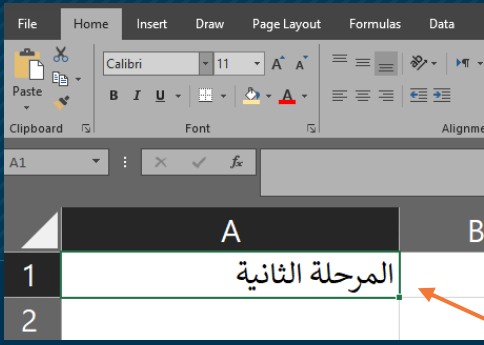 File Home Insert Draw Page Layout Formulas Data
Calibri 11 A A
Paste B I U A
Clipboard Font Alignme
A1 fx
A B
1 المرحلة الثانية
2